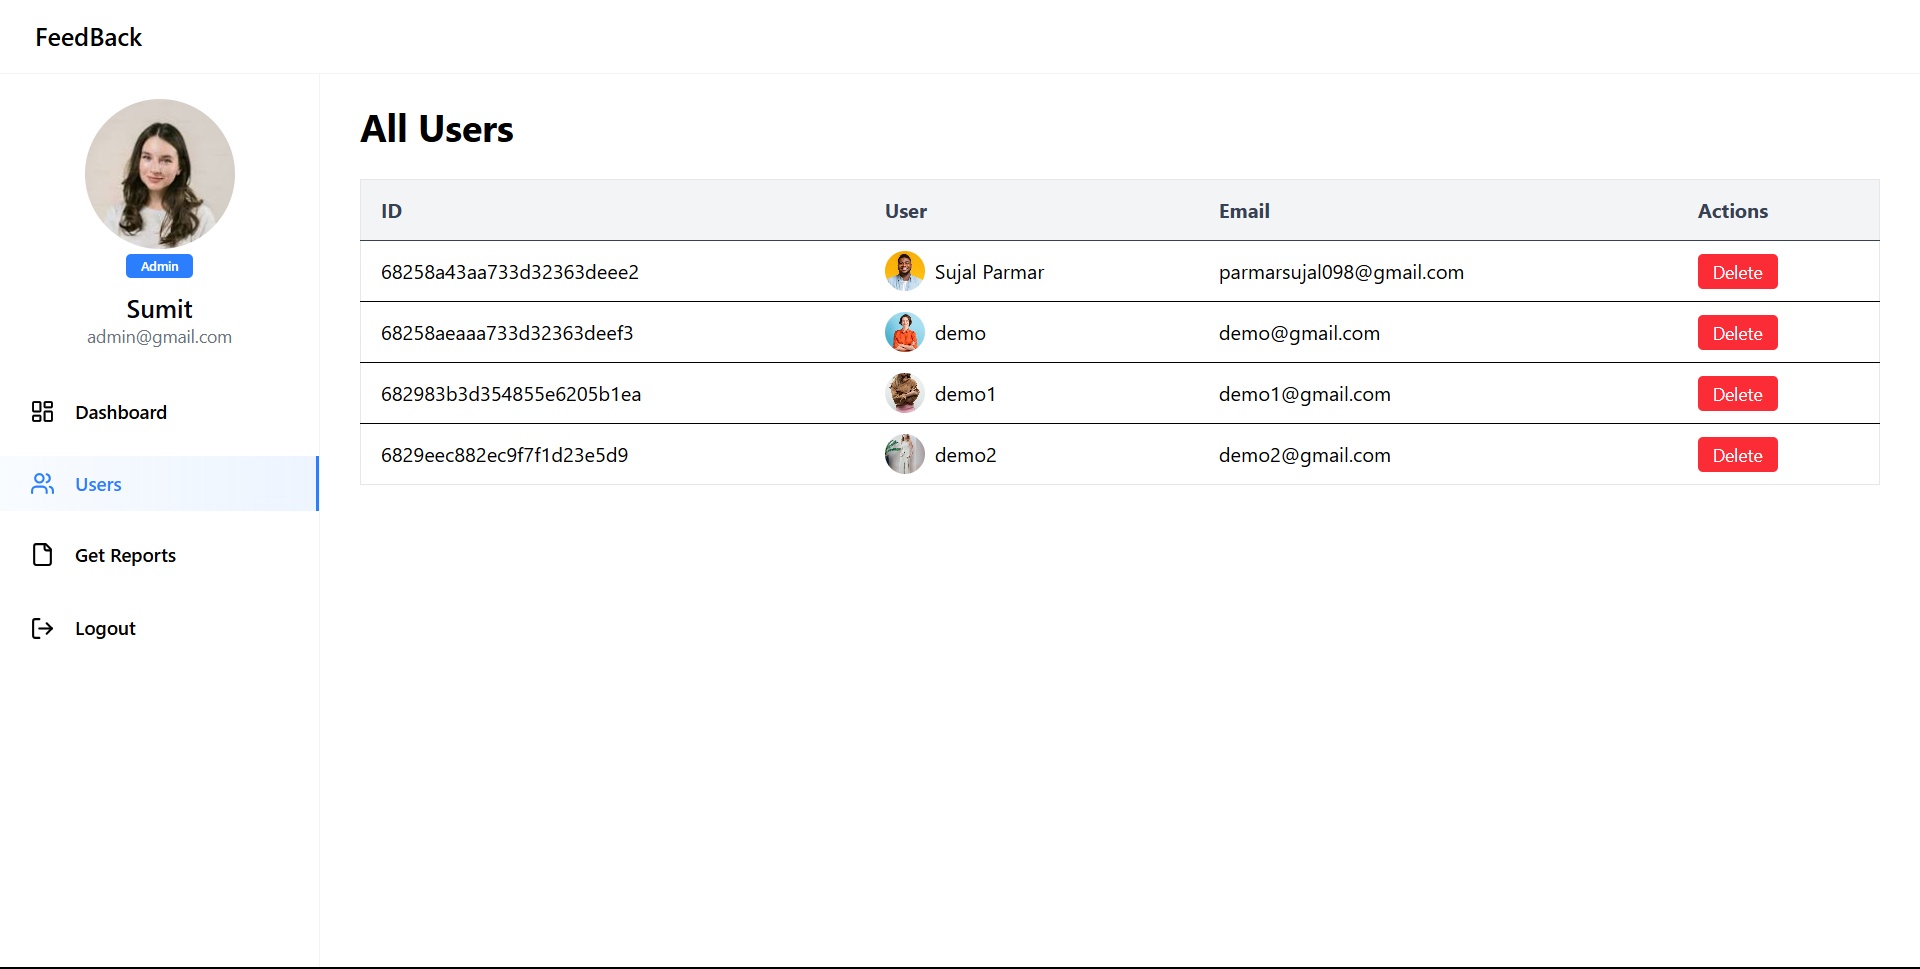 FeedBack
Admin
Sumit
admin@gmail.com
Dashboard
Users
Get Reports
Logout
All Users
ID User Email Actions
68258a43aa733d32363deee2 Sujal Parmar parmarsujal098@gmail.com Delete
68258aeaaa733d32363deef3 demo demo@gmail.com Delete
682983b3d354855e6205b1ea demo1 demo1@gmail.com Delete
6829eec882ec9f7f1d23e5d9 demo2 demo2@gmail.com Delete